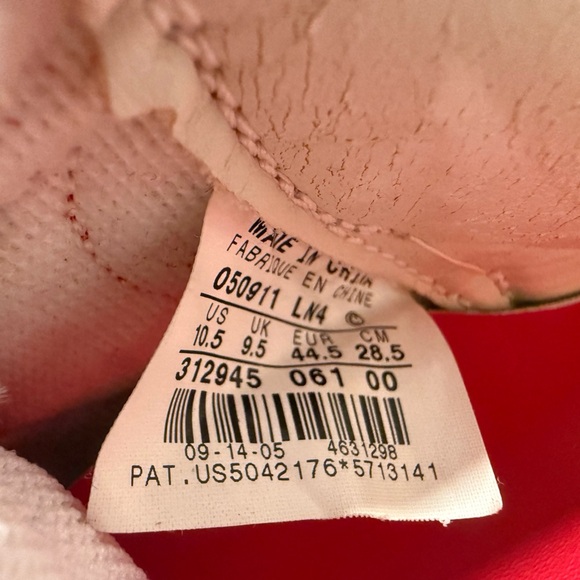 MADE IN CHINA
FABRIQUE EN CHINE
050911 LN4 ©
US UK EUR CM
10.5 9.5 44.5 28.5
312945 061 00
09-14-05 4631298
PAT.US5042176*5713141